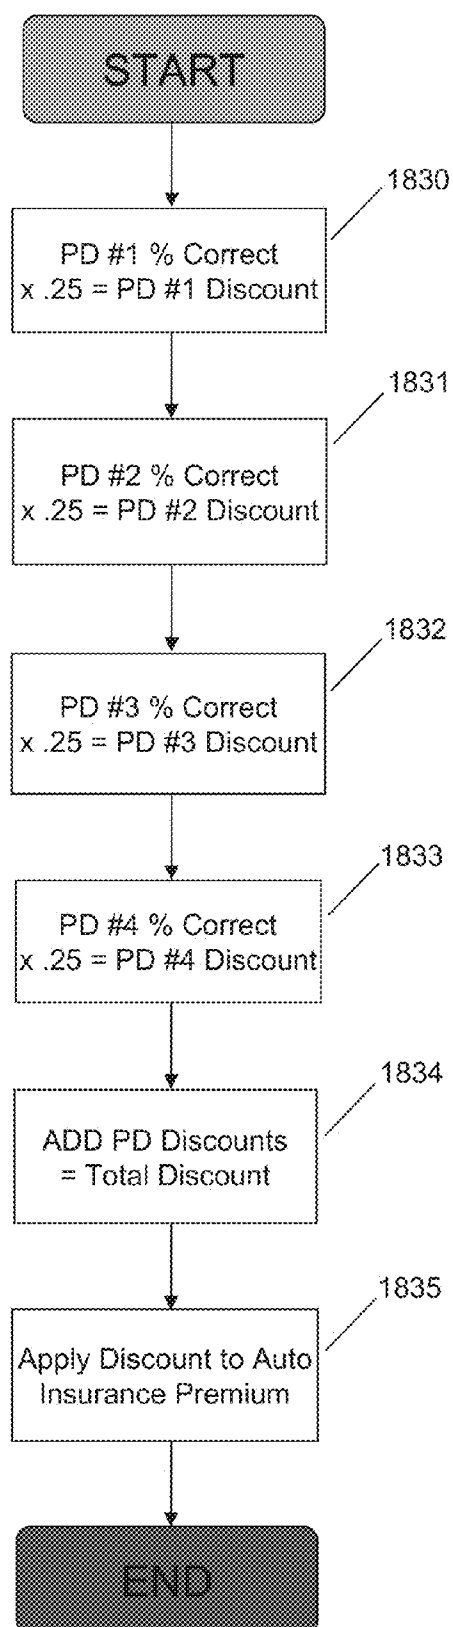 START
1830
PD #1 % Correct
x .25 = PD #1 Discount
1831
PD #2 % Correct
x .25 = PD #2 Discount
1832
PD #3 % Correct
x .25 = PD #3 Discount
1833
PD #4 % Correct
x .25 = PD #4 Discount
1834
ADD PD Discounts
= Total Discount
1835
Apply Discount to Auto
Insurance Premium
END